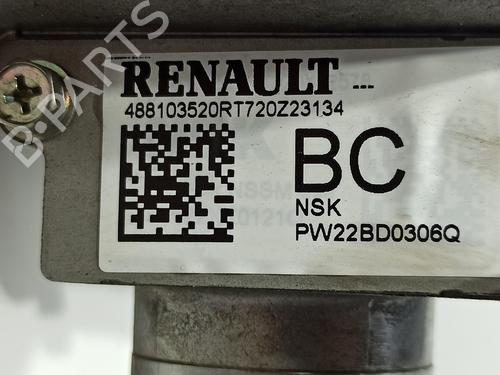 RENAULT ...
488103520RT720Z23134
BC
NSK
PW22BD0306Q
B-PARTS